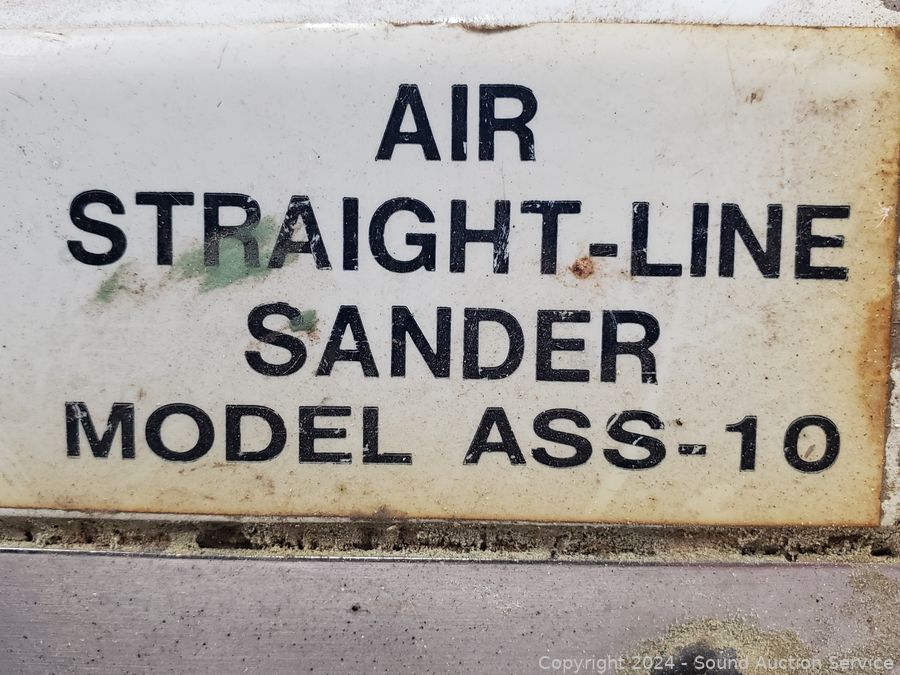 AIR
STRAIGHT-LINE
SANDER
MODEL ASS-10
Copyright 2024 - Sound Auction Service